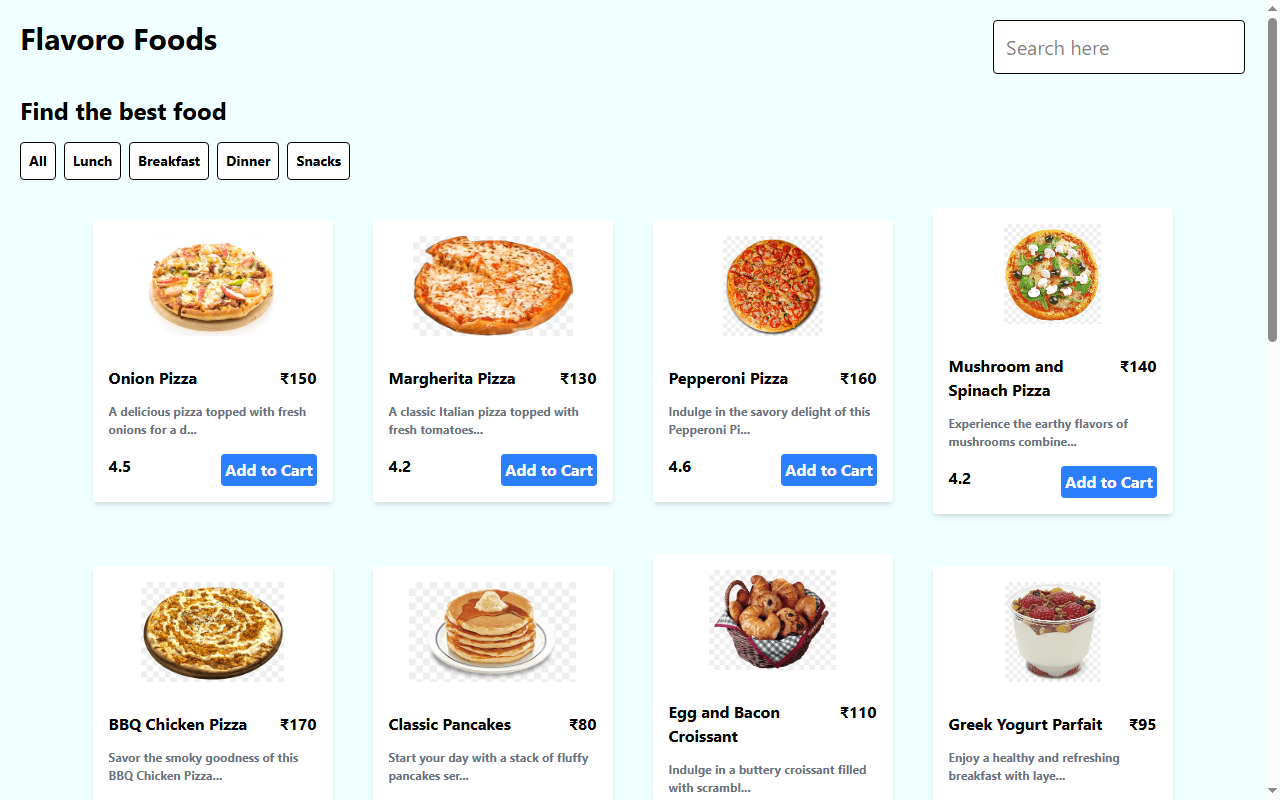 Flavoro Foods
Search here
Find the best food
All
Lunch
Breakfast
Dinner
Snacks
Onion Pizza
₹150
A delicious pizza topped with fresh
onions for a d...
4.5
Add to Cart
Margherita Pizza
₹130
A classic Italian pizza topped with
fresh tomatoes...
4.2
Add to Cart
Pepperoni Pizza
₹160
Indulge in the savory delight of this
Pepperoni Pi...
4.6
Add to Cart
Mushroom and
Spinach Pizza
₹140
Experience the earthy flavors of
mushrooms combine...
4.2
Add to Cart
BBQ Chicken Pizza
₹170
Savor the smoky goodness of this
BBQ Chicken Pizza...
Classic Pancakes
₹80
Start your day with a stack of fluffy
pancakes ser...
Egg and Bacon
Croissant
₹110
Indulge in a buttery croissant filled
with scrambl...
Greek Yogurt Parfait
₹95
Enjoy a healthy and refreshing
breakfast with laye...